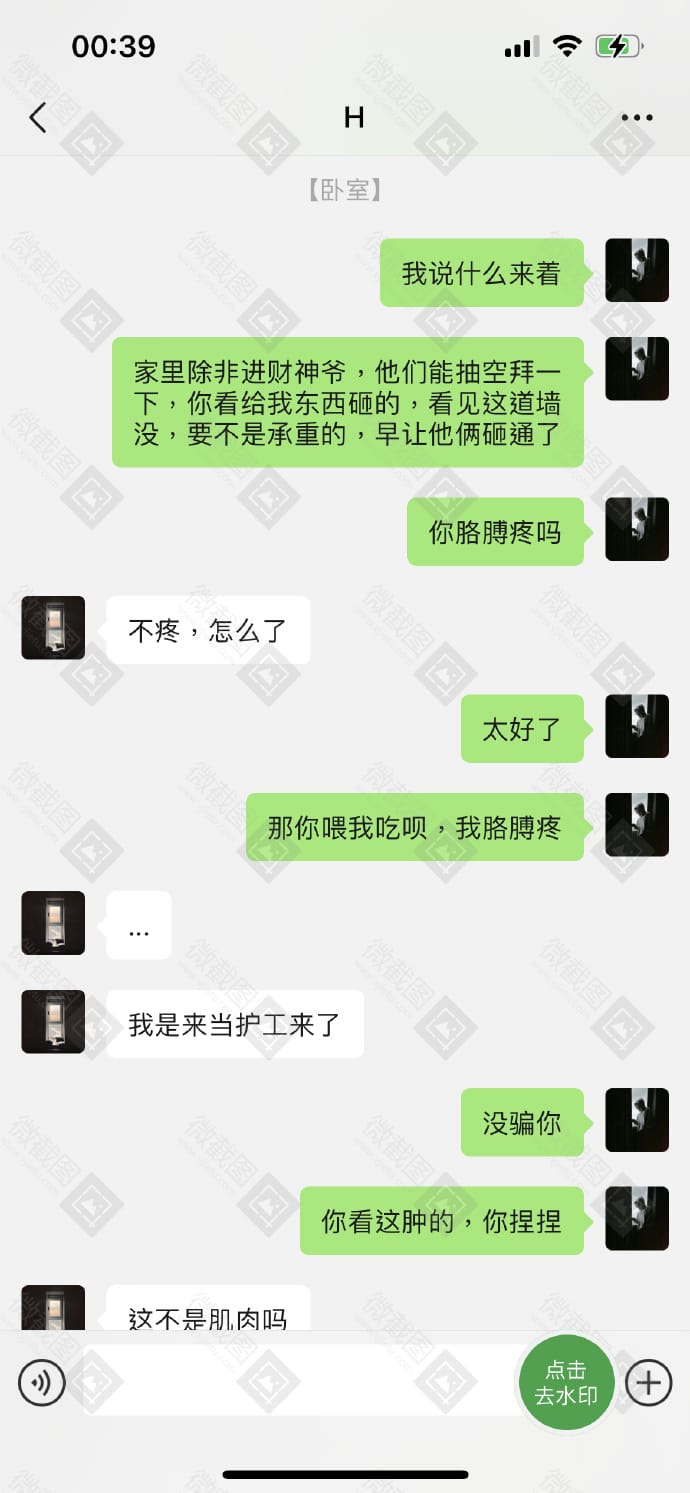 00:39
H
【卧室】
我说什么来着
家里除非进财神爷，他们能抽空拜一
下，你看给我东西砸的，看见这道墙
没，要不是承重的，早让他俩砸通了
你胳膊疼吗
不疼，怎么了
太好了
那你喂我吃呗，我胳膊疼
...
我是来当护工来了
没骗你
你看这肿的，你捏捏
这不是肌肉吗
点击
去水印
微截图